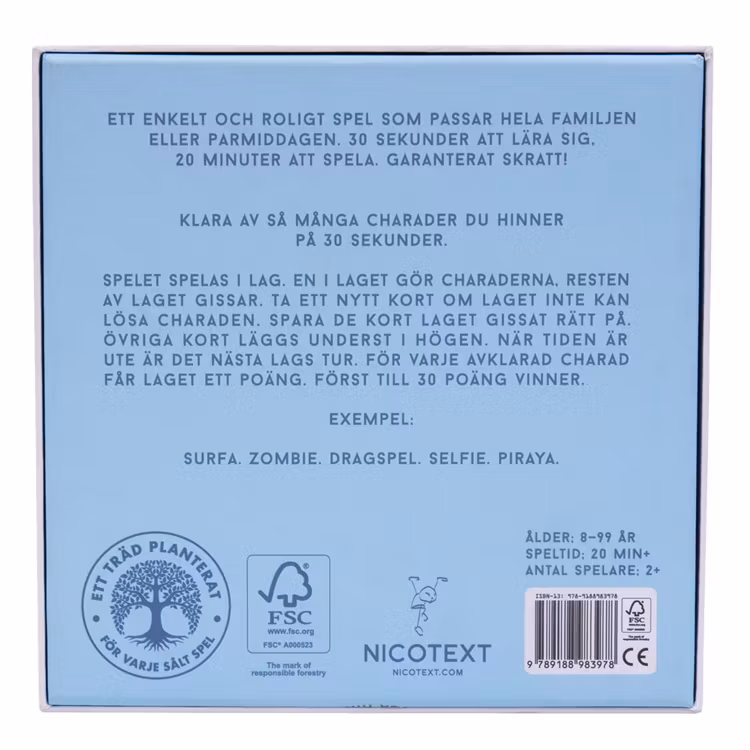 ETT ENKELT OCH ROLIGT SPEL SOM PASSAR HELA FAMILJEN
ELLER PARMIDDAGEN. 30 SEKUNDER ATT LÄRA SIG,
20 MINUTER ATT SPELA. GARANTERAT SKRATT!
KLARA AV SÅ MÅNGA CHARADER DU HINNER
PÅ 30 SEKUNDER.
SPELET SPELAS I LAG. EN I LAGET GÖR CHARADERNA, RESTEN
AV LAGET GISSAR. TA ETT NYTT KORT OM LAGET INTE KAN
LÖSA CHARADEN. SPARA DE KORT LAGET GISSAT RÄTT PÅ.
ÖVRIGA KORT LÄGGS UNDERST I HÖGEN. NÄR TIDEN ÄR
UTE ÄR DET NÄSTA LAGS TUR. FÖR VARJE AVKLARAD CHARAD
FÅR LAGET ETT POÄNG. FÖRST TILL 30 POÄNG VINNER.
EXEMPEL:
SURFA. ZOMBIE. DRAGSPEL. SELFIE. PIRAYA.
ETT TRÄD PLANTERAT
• FÖR VARJE SÅLT SPEL •
FSC
www.fsc.org
FSC® A000523
The mark of
responsible forestry
NICOTEXT
NICOTEXT.COM
ÅLDER: 8–99 ÅR
SPELTID: 20 MIN+
ANTAL SPELARE: 2+
ISBN-13: 978-9188983978
9 789188 983978
FSC
CE